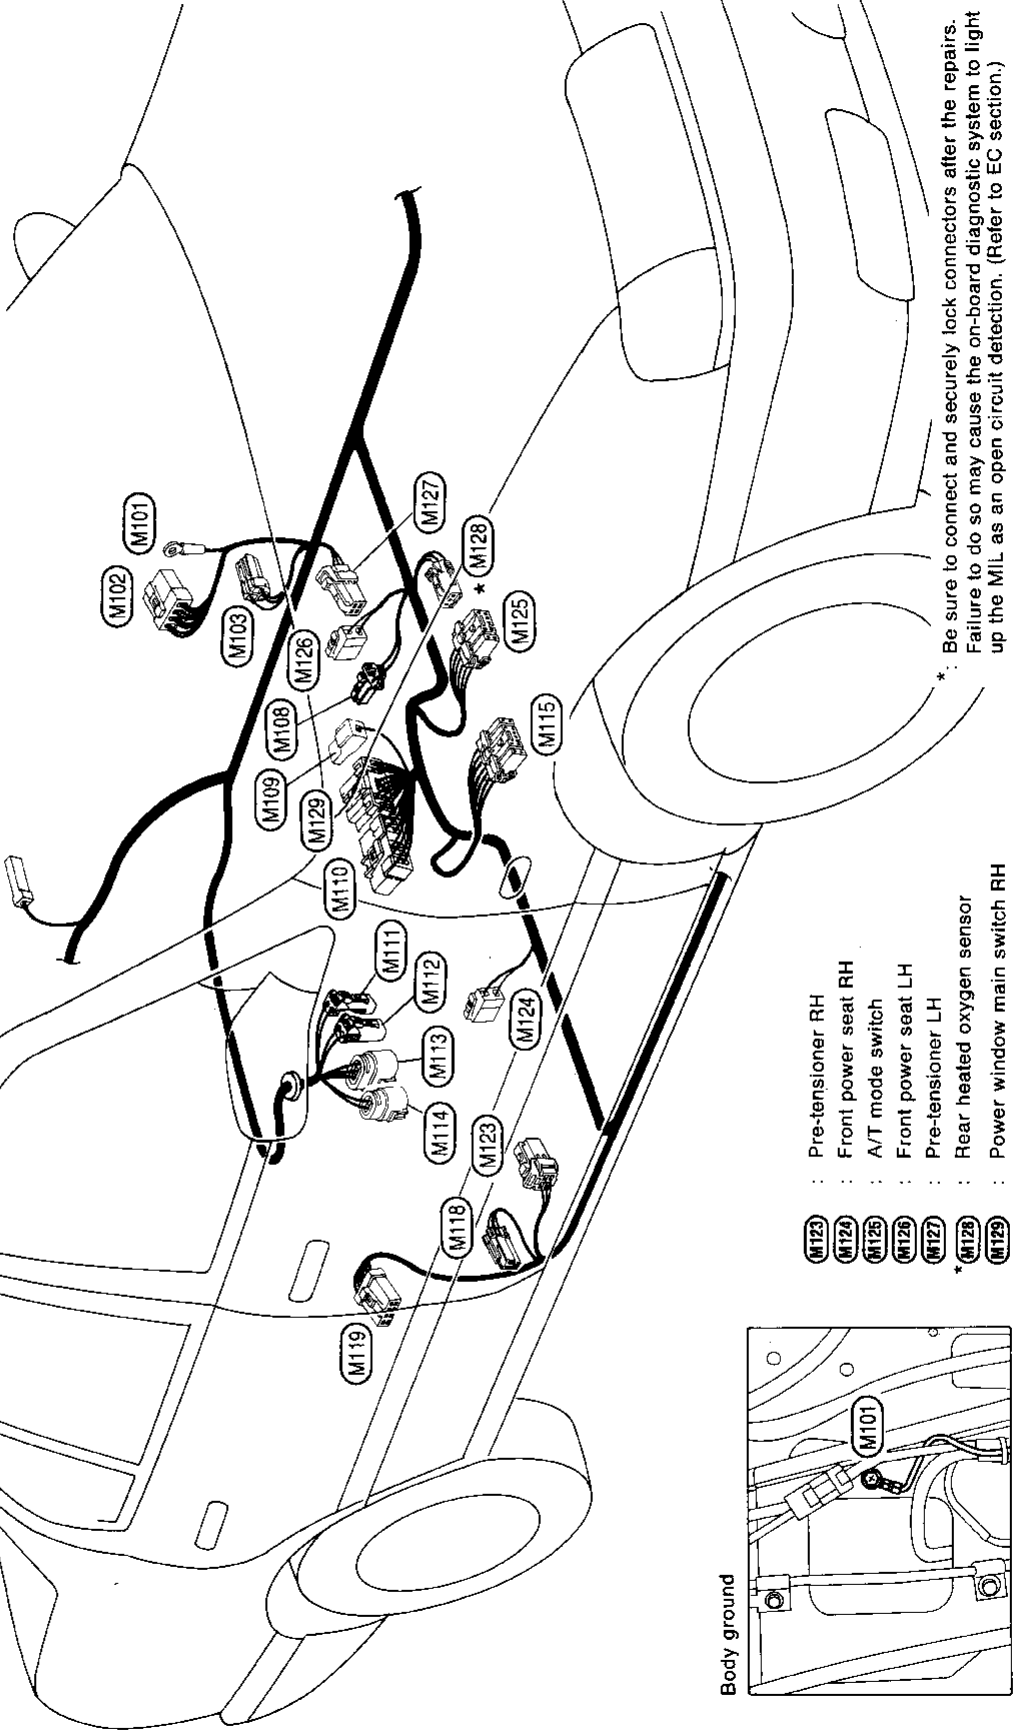 M101
M102
M103
M127
M126
* M128
M108
M125
M109
M115
M129
M110
M111
M112
M124
M113
M114
M123
M118
M119
Body ground
M101
M123 : Pre-tensioner RH
M124 : Front power seat RH
M125 : A/T mode switch
M126 : Front power seat LH
M127 : Pre-tensioner LH
* M128 : Rear heated oxygen sensor
M129 : Power window main switch RH
* : Be sure to connect and securely lock connectors after the repairs.
Failure to do so may cause the on-board diagnostic system to light
up the MIL as an open circuit detection. (Refer to EC section.)